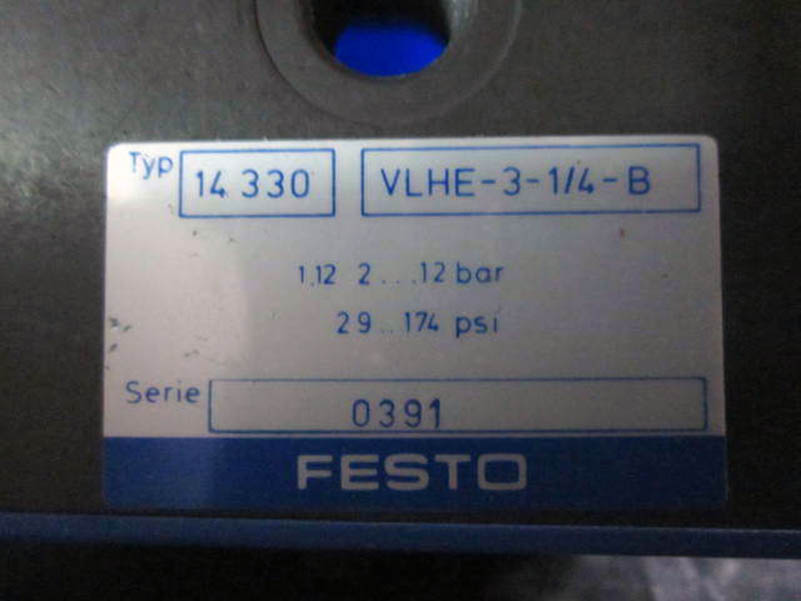 Typ 14 330 VLHE-3-1/4-B
1,12 2...12 bar
29..174 psi
Serie 0391
FESTO